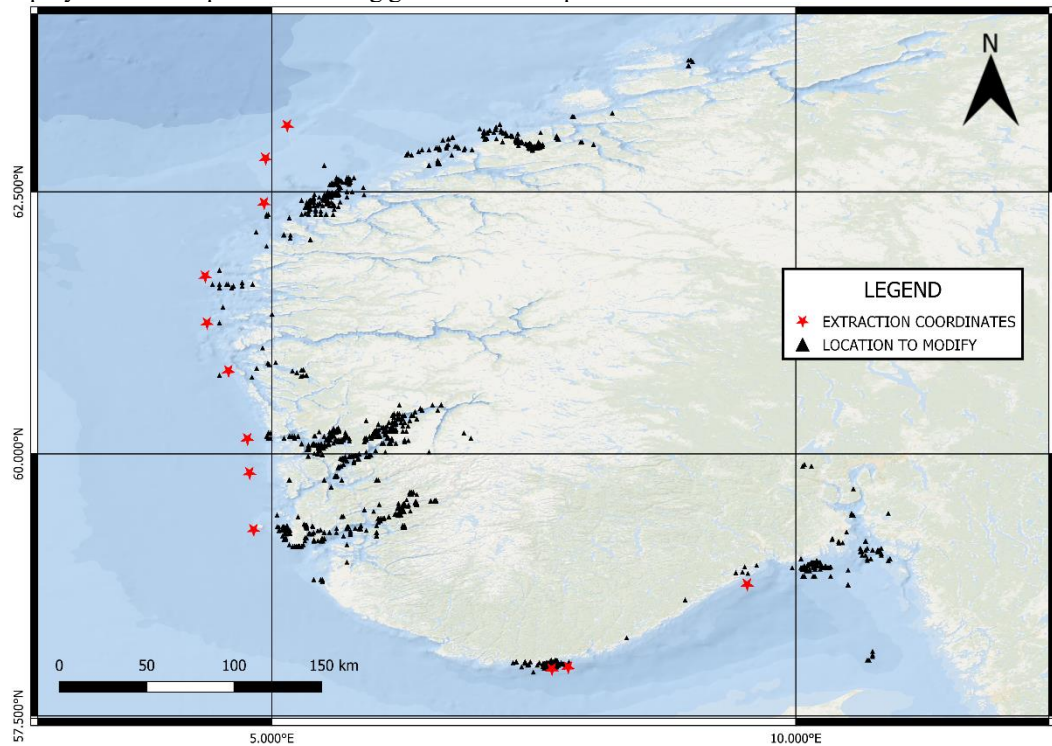 N
62.500°N
LEGEND
EXTRACTION COORDINATES
LOCATION TO MODIFY
60.000°N
0 50 100 150 km
57.500°N
5.000°E 10.000°E